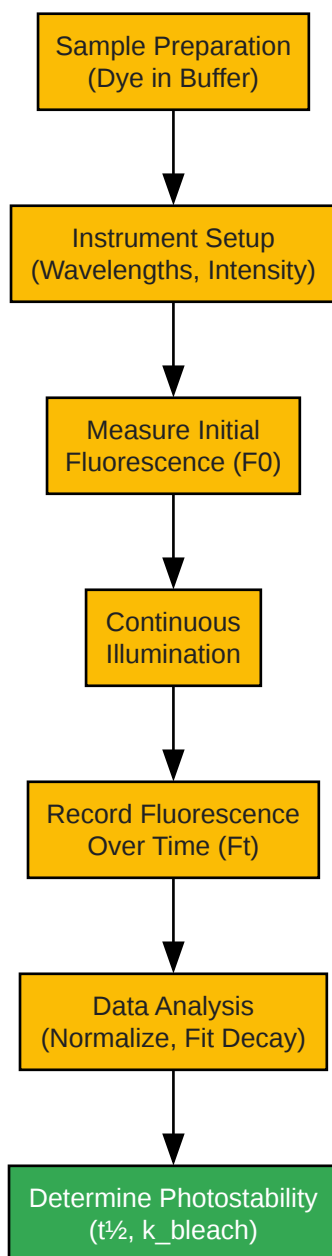 Sample Preparation
(Dye in Buffer)
Instrument Setup
(Wavelengths, Intensity)
Measure Initial
Fluorescence (F0)
Continuous
Illumination
Record Fluorescence
Over Time (Ft)
Data Analysis
(Normalize, Fit Decay)
Determine Photostability
(t½, k_bleach)